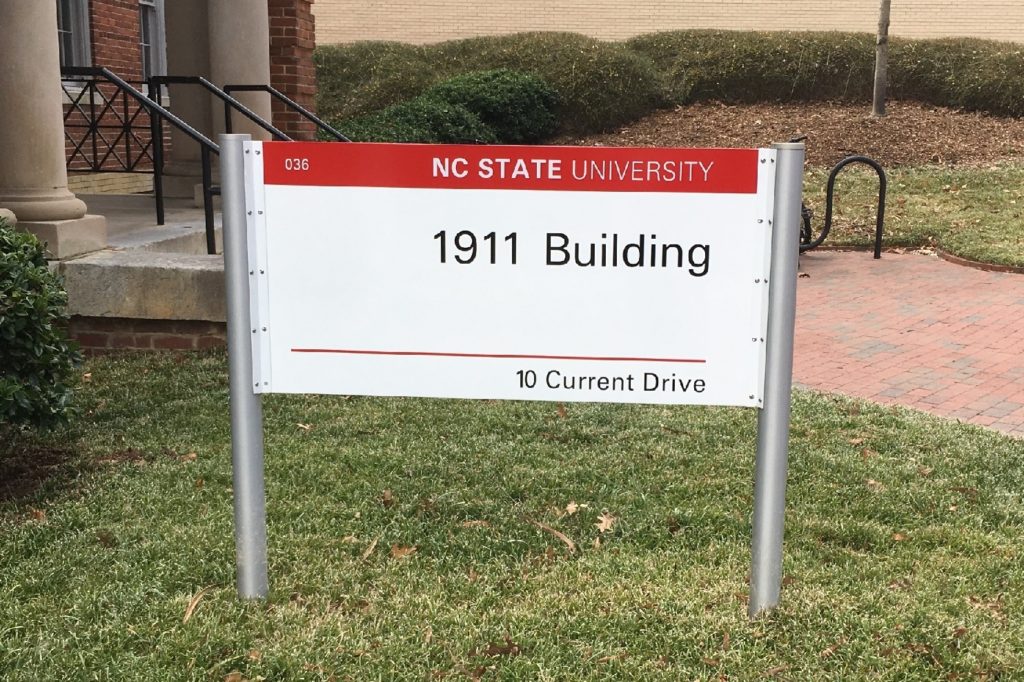 036 NC STATE UNIVERSITY
1911 Building
10 Current Drive